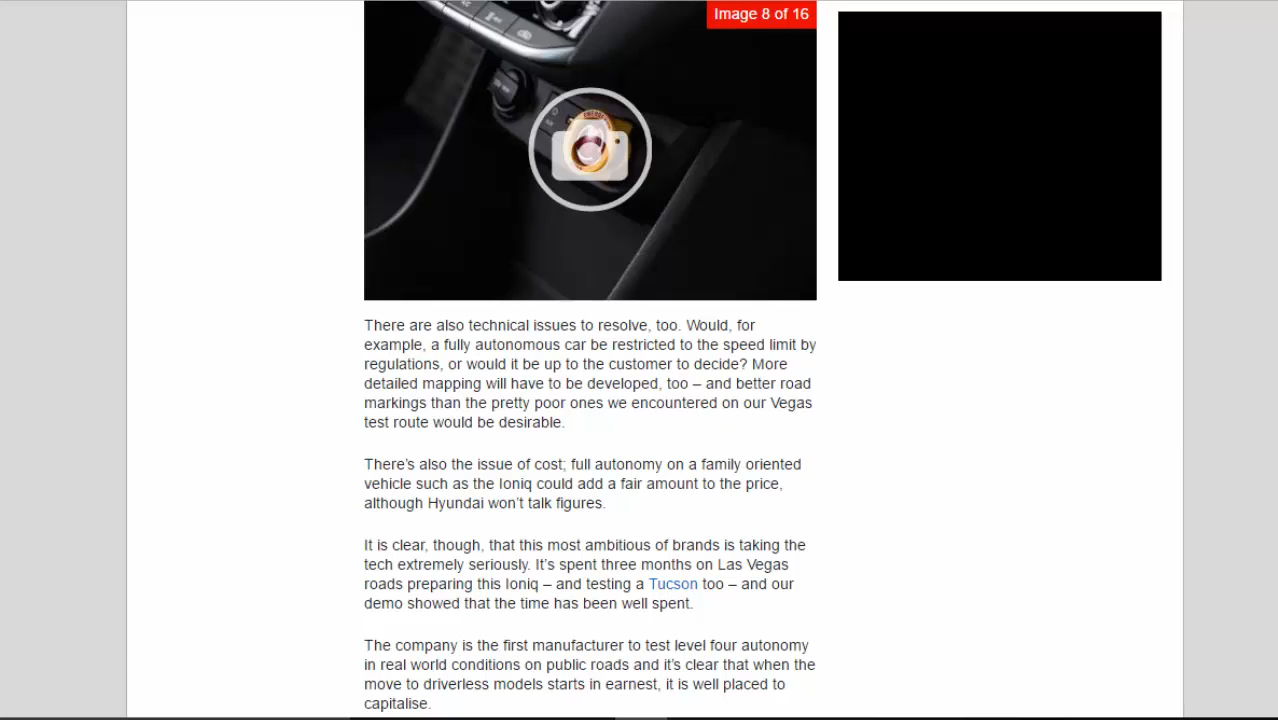 Image 8 of 16
There are also technical issues to resolve, too. Would, for
example, a fully autonomous car be restricted to the speed limit by
regulations, or would it be up to the customer to decide? More
detailed mapping will have to be developed, too – and better road
markings than the pretty poor ones we encountered on our Vegas
test route would be desirable.
There’s also the issue of cost; full autonomy on a family oriented
vehicle such as the Ioniq could add a fair amount to the price,
although Hyundai won’t talk figures.
It is clear, though, that this most ambitious of brands is taking the
tech extremely seriously. It’s spent three months on Las Vegas
roads preparing this Ioniq – and testing a Tucson too – and our
demo showed that the time has been well spent.
The company is the first manufacturer to test level four autonomy
in real world conditions on public roads and it’s clear that when the
move to driverless models starts in earnest, it is well placed to
capitalise.